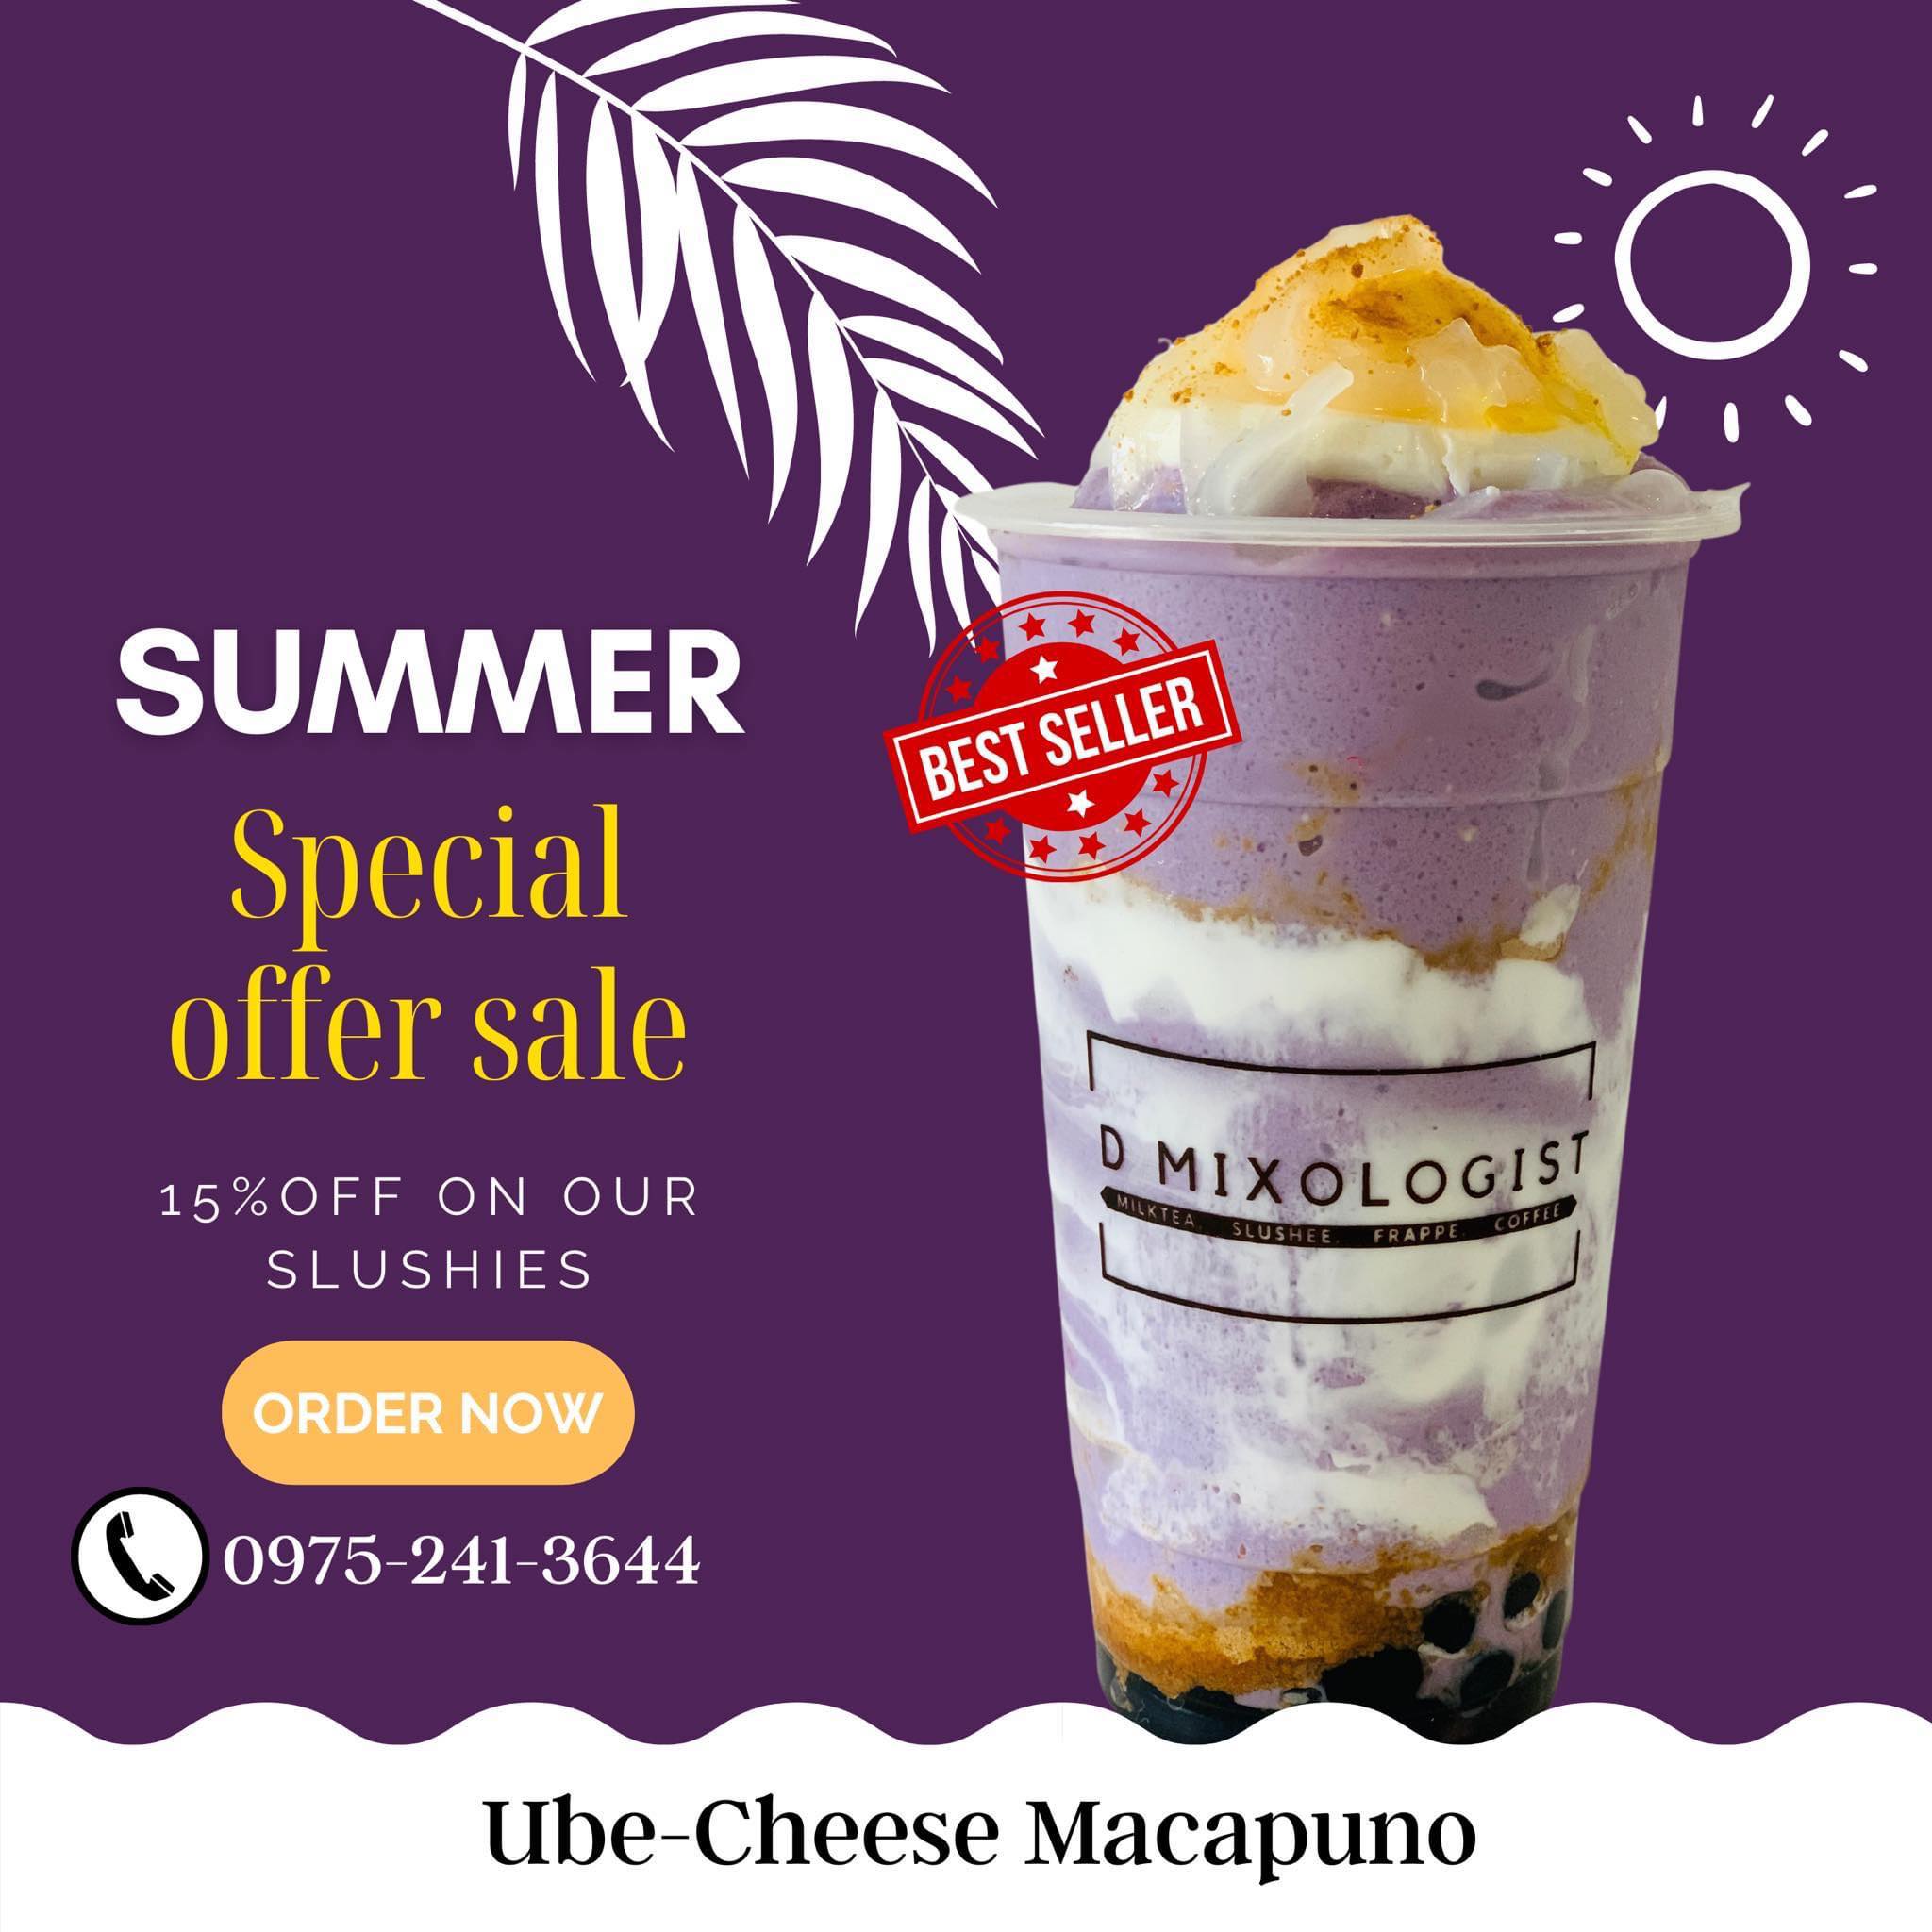 SUMMER
Special
offer sale
15%OFF ON OUR
SLUSHIES
ORDER NOW
0975-241-3644
BEST SELLER
D MIXOLOGIST
MILKTEA. SLUSHEE. FRAPPE. COFFEE
Ube-Cheese Macapuno